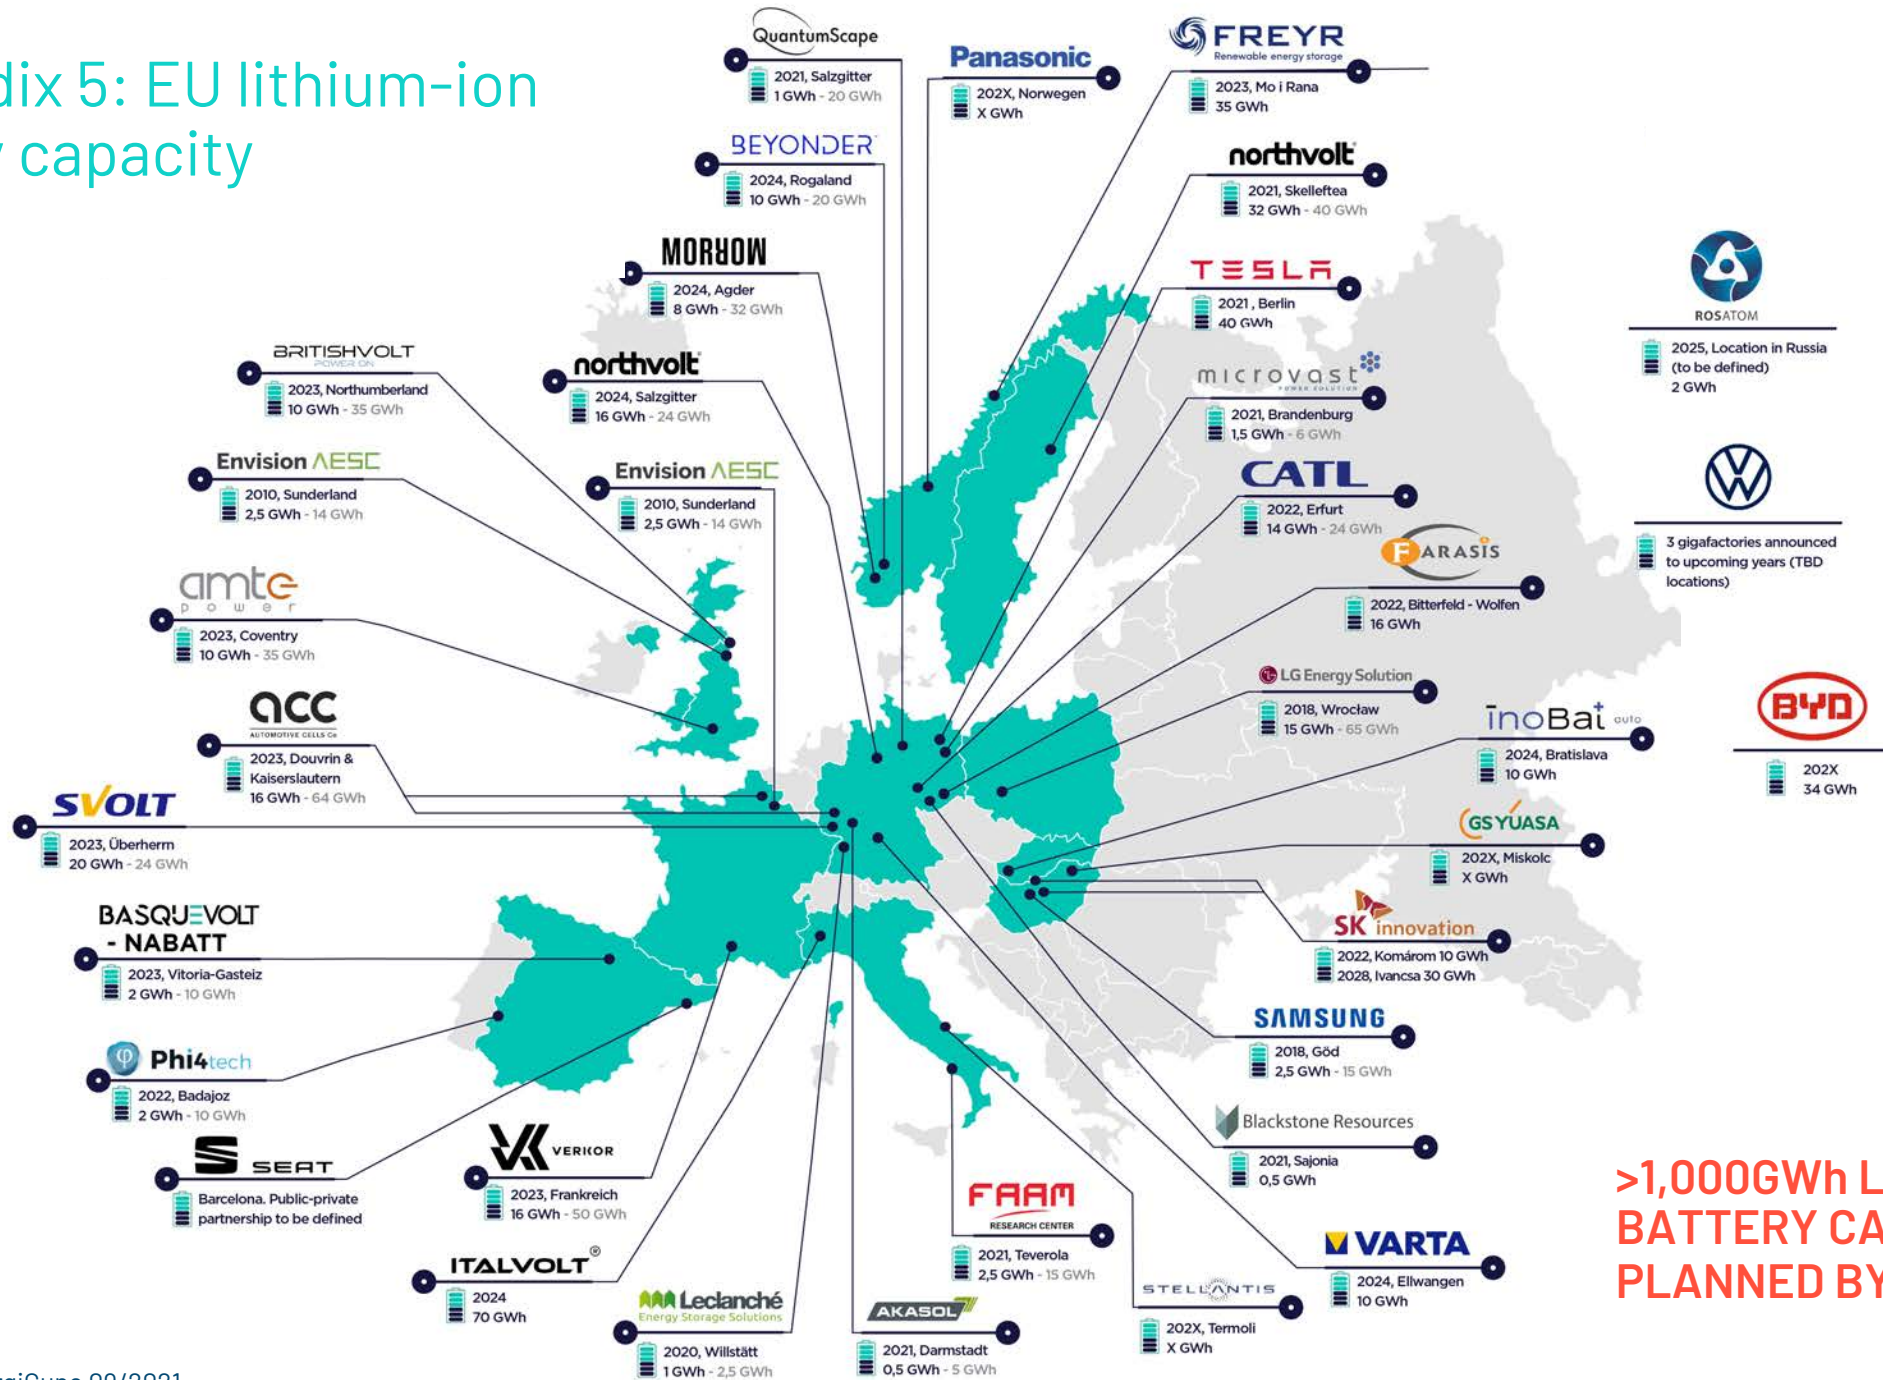 dix 5: EU lithium-ion
y capacity
QuantumScape
2021, Salzgitter
1 GWh - 20 GWh
Panasonic
202X, Norwegen
X GWh
FREYR
Renewable energy storage
2023, Mo i Rana
35 GWh
BEYONDER
2024, Rogaland
10 GWh - 20 GWh
northvolt
2021, Skelleftea
32 GWh - 40 GWh
MORROW
2024, Agder
8 GWh - 32 GWh
TESLA
2021 , Berlin
40 GWh
ROSATOM
2025, Location in Russia
(to be defined)
2 GWh
BRITISHVOLT
POWER ON
2023, Northumberland
10 GWh - 35 GWh
northvolt
2024, Salzgitter
16 GWh - 24 GWh
microvast
POWER SOLUTION
2021, Brandenburg
1,5 GWh - 6 GWh
Envision AESC
2010, Sunderland
2,5 GWh - 14 GWh
Envision AESC
2010, Sunderland
2,5 GWh - 14 GWh
CATL
2022, Erfurt
14 GWh - 24 GWh
VW
3 gigafactories announced
to upcoming years (TBD
locations)
FARASIS
2022, Bitterfeld - Wolfen
16 GWh
amte
power
2023, Coventry
10 GWh - 35 GWh
LG Energy Solution
2018, Wrocław
15 GWh - 65 GWh
acc
AUTOMOTIVE CELLS Co
2023, Douvrin &
Kaiserslautern
16 GWh - 64 GWh
inoBat auto
2024, Bratislava
10 GWh
BYD
202X
34 GWh
SVOLT
2023, Überherrn
20 GWh - 24 GWh
GS YUASA
202X, Miskolc
X GWh
BASQUEVOLT
- NABATT
2023, Vitoria-Gasteiz
2 GWh - 10 GWh
SK innovation
2022, Komárom 10 GWh
2028, Ivancsa 30 GWh
Phi4tech
2022, Badajoz
2 GWh - 10 GWh
SAMSUNG
2018, Göd
2,5 GWh - 15 GWh
SEAT
Barcelona. Public-private
partnership to be defined
VERKOR
2023, Frankreich
16 GWh - 50 GWh
Blackstone Resources
2021, Sajonia
0,5 GWh
FAAM
RESEARCH CENTER
2021, Teverola
2,5 GWh - 15 GWh
>1,000GWh L
BATTERY CA
PLANNED BY
ITALVOLT®
2024
70 GWh
VARTA
2024, Ellwangen
10 GWh
Leclanché
Energy Storage Solutions
2020, Willstätt
1 GWh - 2,5 GWh
AKASOL
2021, Darmstadt
0,5 GWh - 5 GWh
STELLANTIS
202X, Termoli
X GWh